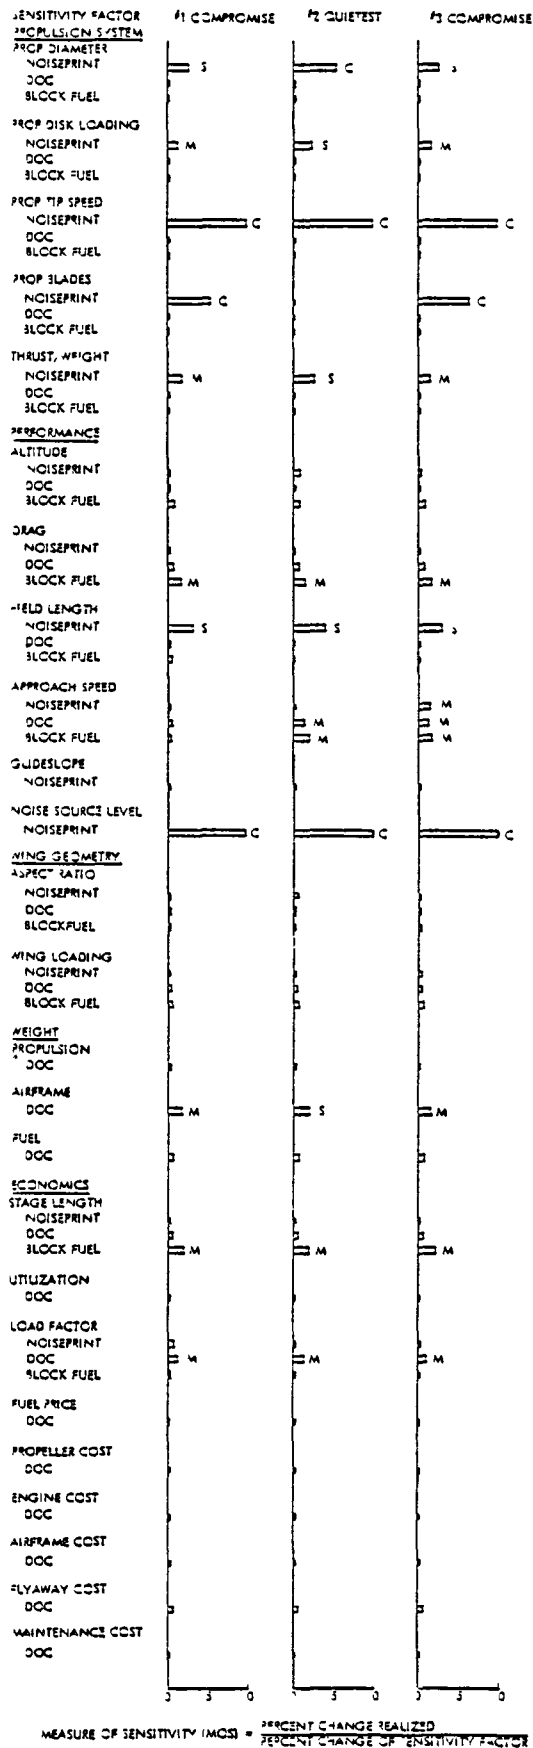 SENSITIVITY FACTOR #1 COMPROMISE #2 QUIETEST #3 COMPROMISE
PROPULSION SYSTEM
PROP DIAMETER
NOISEPRINT S C S
DOC
BLOCK FUEL
PROP DISK LOADING
NOISEPRINT M S M
DOC
BLOCK FUEL
PROP TIP SPEED
NOISEPRINT C C C
DOC
BLOCK FUEL
PROP BLADES
NOISEPRINT C C
DOC
BLOCK FUEL
THRUST/WEIGHT
NOISEPRINT M S M
DOC
BLOCK FUEL
PERFORMANCE
ALTITUDE
NOISEPRINT
DOC
BLOCK FUEL
DRAG
NOISEPRINT
DOC
BLOCK FUEL M M M
FIELD LENGTH
NOISEPRINT S S S
DOC
BLOCK FUEL
APPROACH SPEED
NOISEPRINT M
DOC M M
BLOCK FUEL M M
GLIDESLOPE
NOISEPRINT
NOISE SOURCE LEVEL
NOISEPRINT C C C
WING GEOMETRY
ASPECT RATIO
NOISEPRINT
DOC
BLOCKFUEL
WING LOADING
NOISEPRINT
DOC
BLOCK FUEL
WEIGHT
PROPULSION
DOC
AIRFRAME
DOC M S M
FUEL
DOC
ECONOMICS
STAGE LENGTH
NOISEPRINT
DOC
BLOCK FUEL M M M
UTILIZATION
DOC
LOAD FACTOR
NOISEPRINT
DOC M M M
BLOCK FUEL
FUEL PRICE
DOC
PROPELLER COST
DOC
ENGINE COST
DOC
AIRFRAME COST
DOC
FLYAWAY COST
DOC
MAINTENANCE COST
DOC
MEASURE OF SENSITIVITY (MOS) = PERCENT CHANGE REALIZED
PERCENT CHANGE OF SENSITIVITY FACTOR